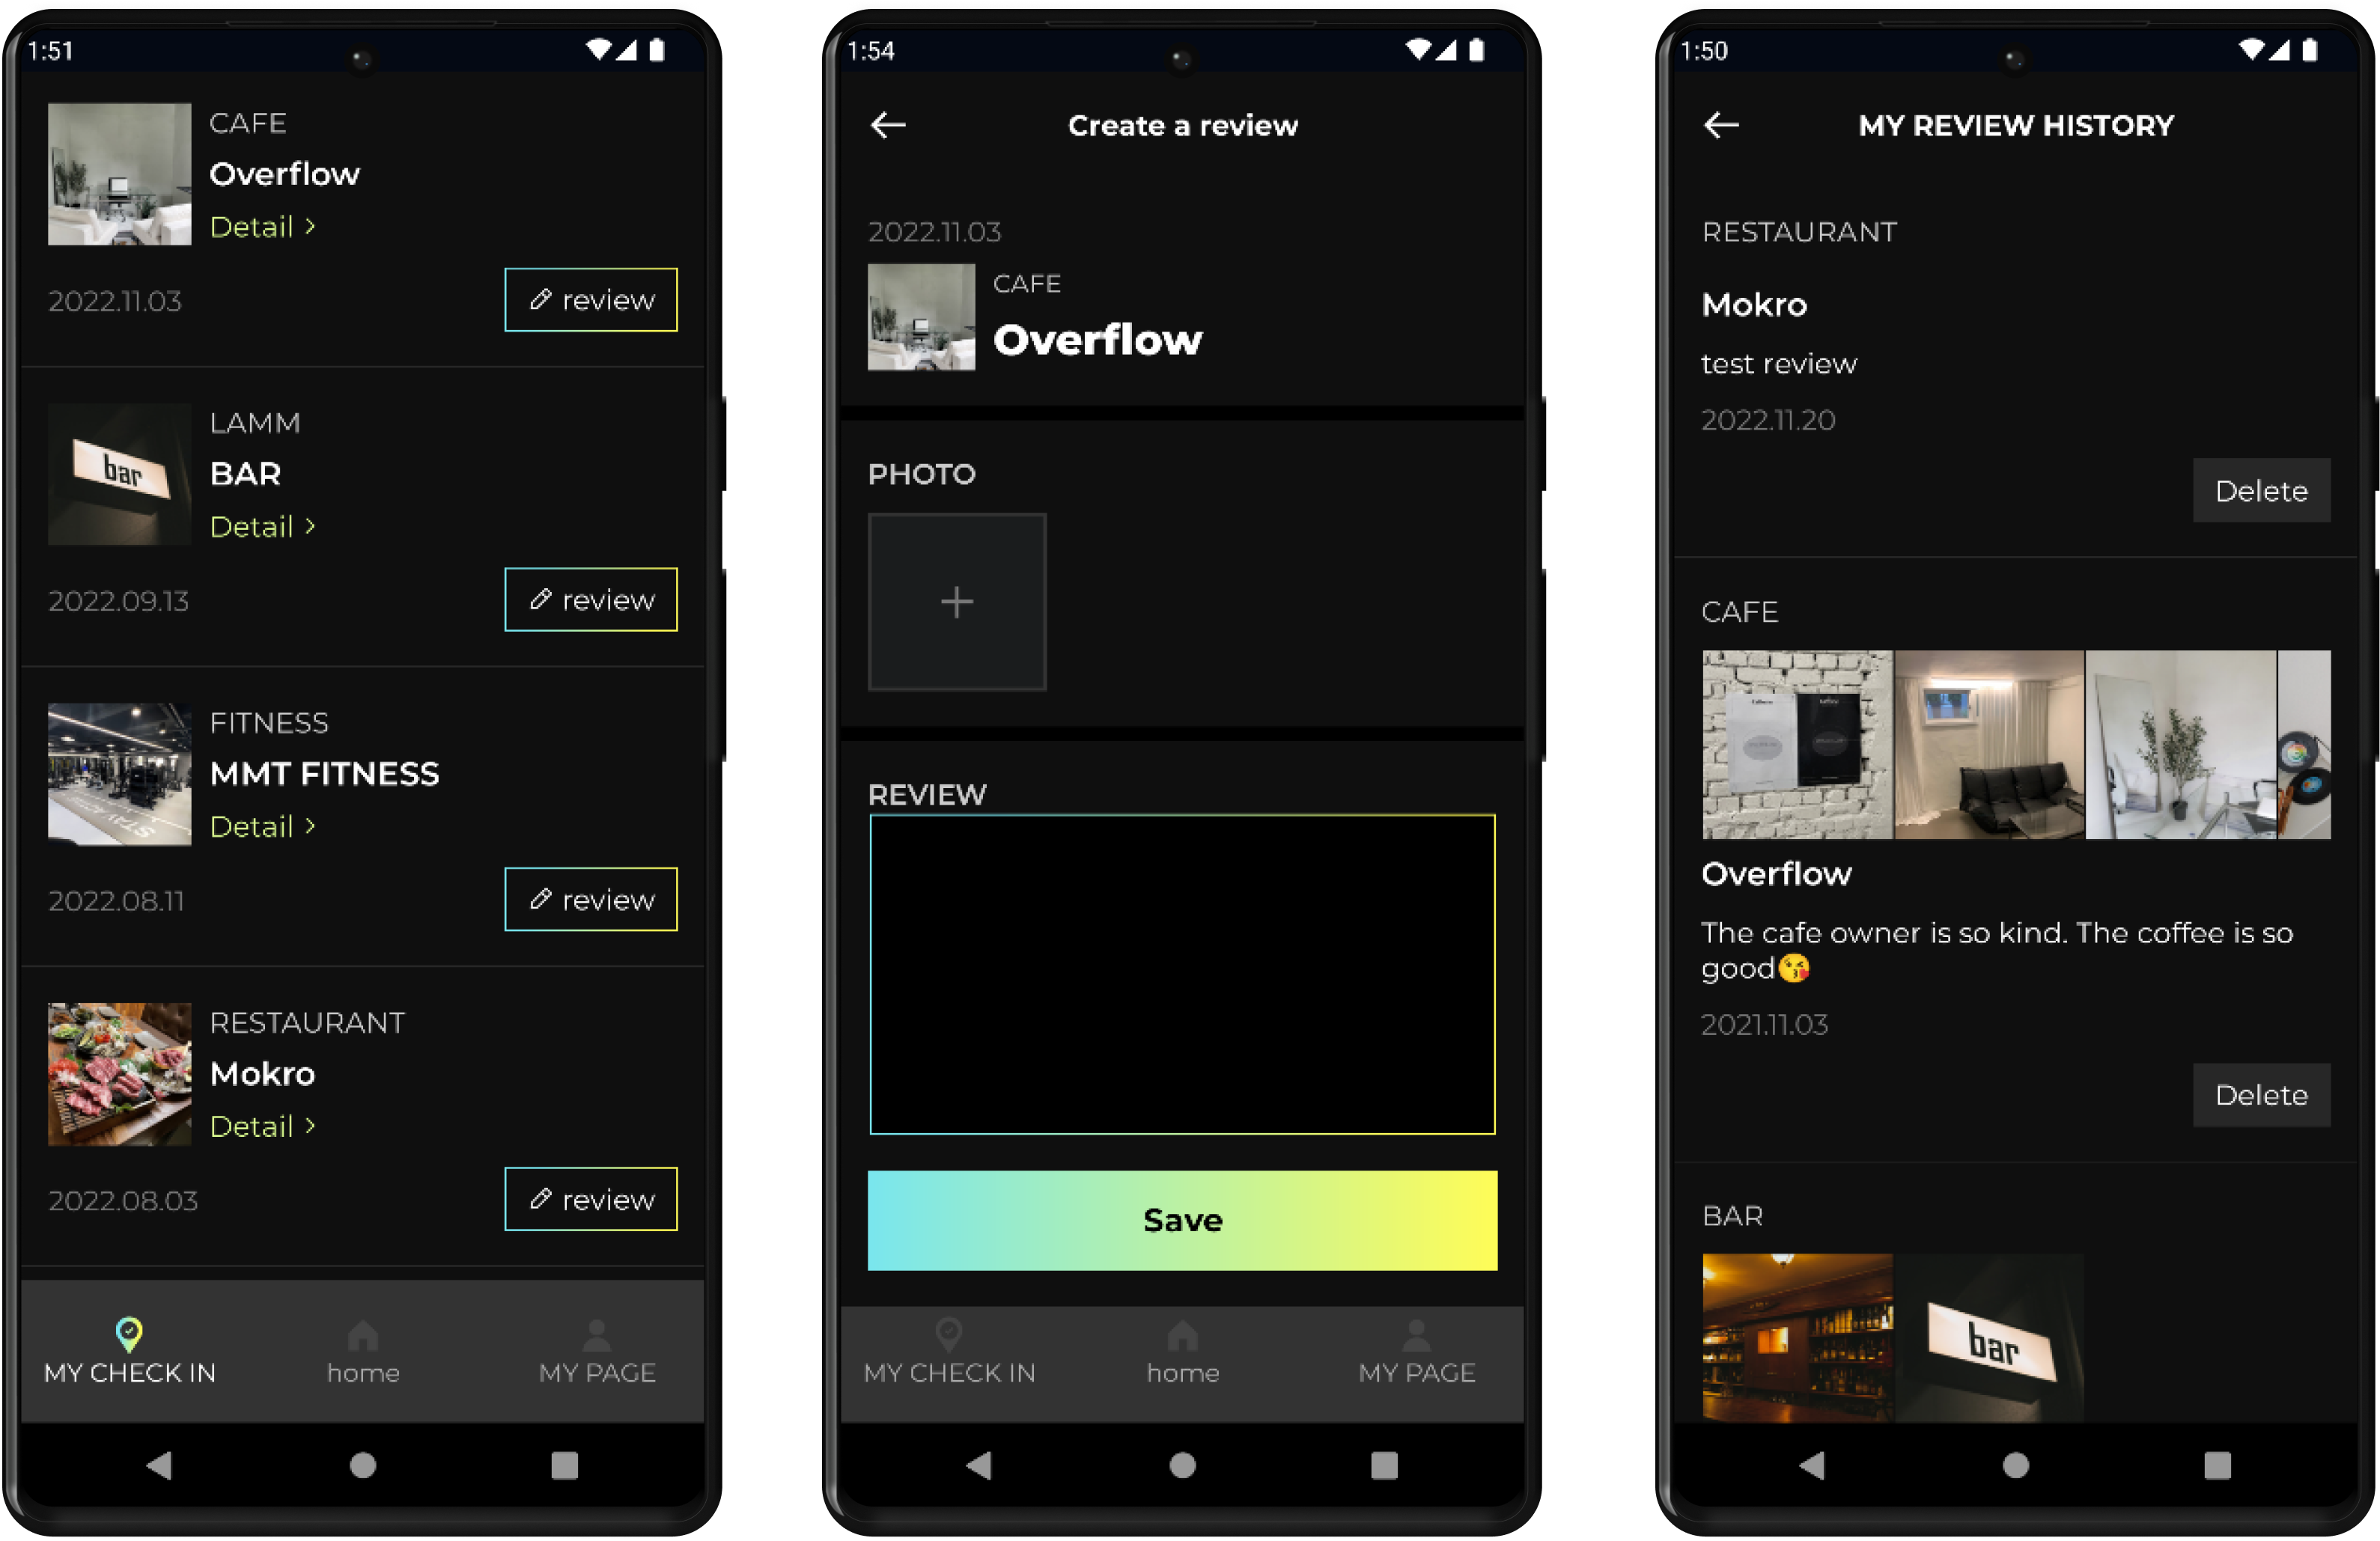 1:51
CAFE
Overflow
Detail >
2022.11.03
review
bar
LAMM
BAR
Detail >
2022.09.13
review
FITNESS
MMT FITNESS
Detail >
2022.08.11
review
RESTAURANT
Mokro
Detail >
2022.08.03
review
MY CHECK IN
home
MY PAGE
1:54
Create a review
2022.11.03
CAFE
Overflow
PHOTO
REVIEW
Save
MY CHECK IN
home
MY PAGE
1:50
MY REVIEW HISTORY
RESTAURANT
Mokro
test review
2022.11.20
Delete
CAFE
Overflow
The cafe owner is so kind. The coffee is so
good😘
2021.11.03
Delete
BAR
bar